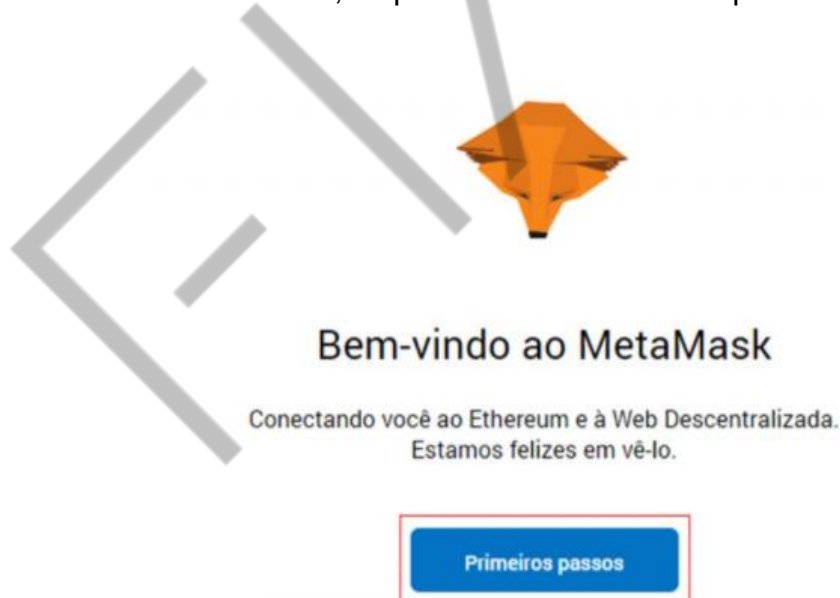 Bem-vindo ao MetaMask
Conectando você ao Ethereum e à Web Descentralizada.
Estamos felizes em vê-lo.
Primeiros passos